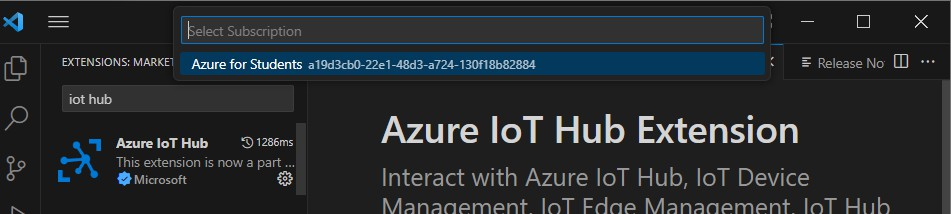 Select Subscription
Azure for Students a19d3cb0-22e1-48d3-a724-130f18b82884
EXTENSIONS: MARKET
Release No
iot hub
Azure IoT Hub 1286ms
This extension is now a part ...
Microsoft
Azure IoT Hub Extension
Interact with Azure IoT Hub, IoT Device
Management, IoT Edge Management, IoT Hub